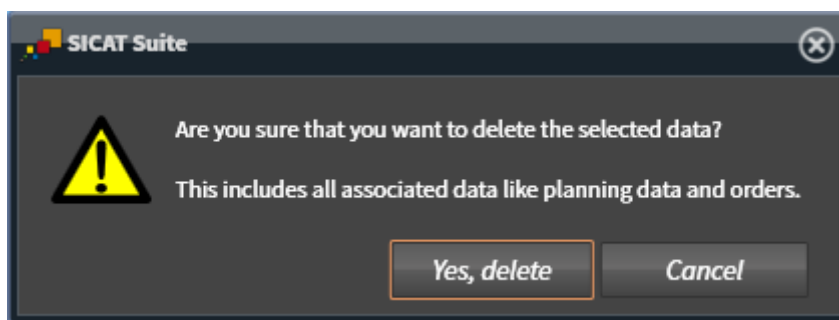 SICAT Suite
Are you sure that you want to delete the selected data?
This includes all associated data like planning data and orders.
Yes, delete
Cancel